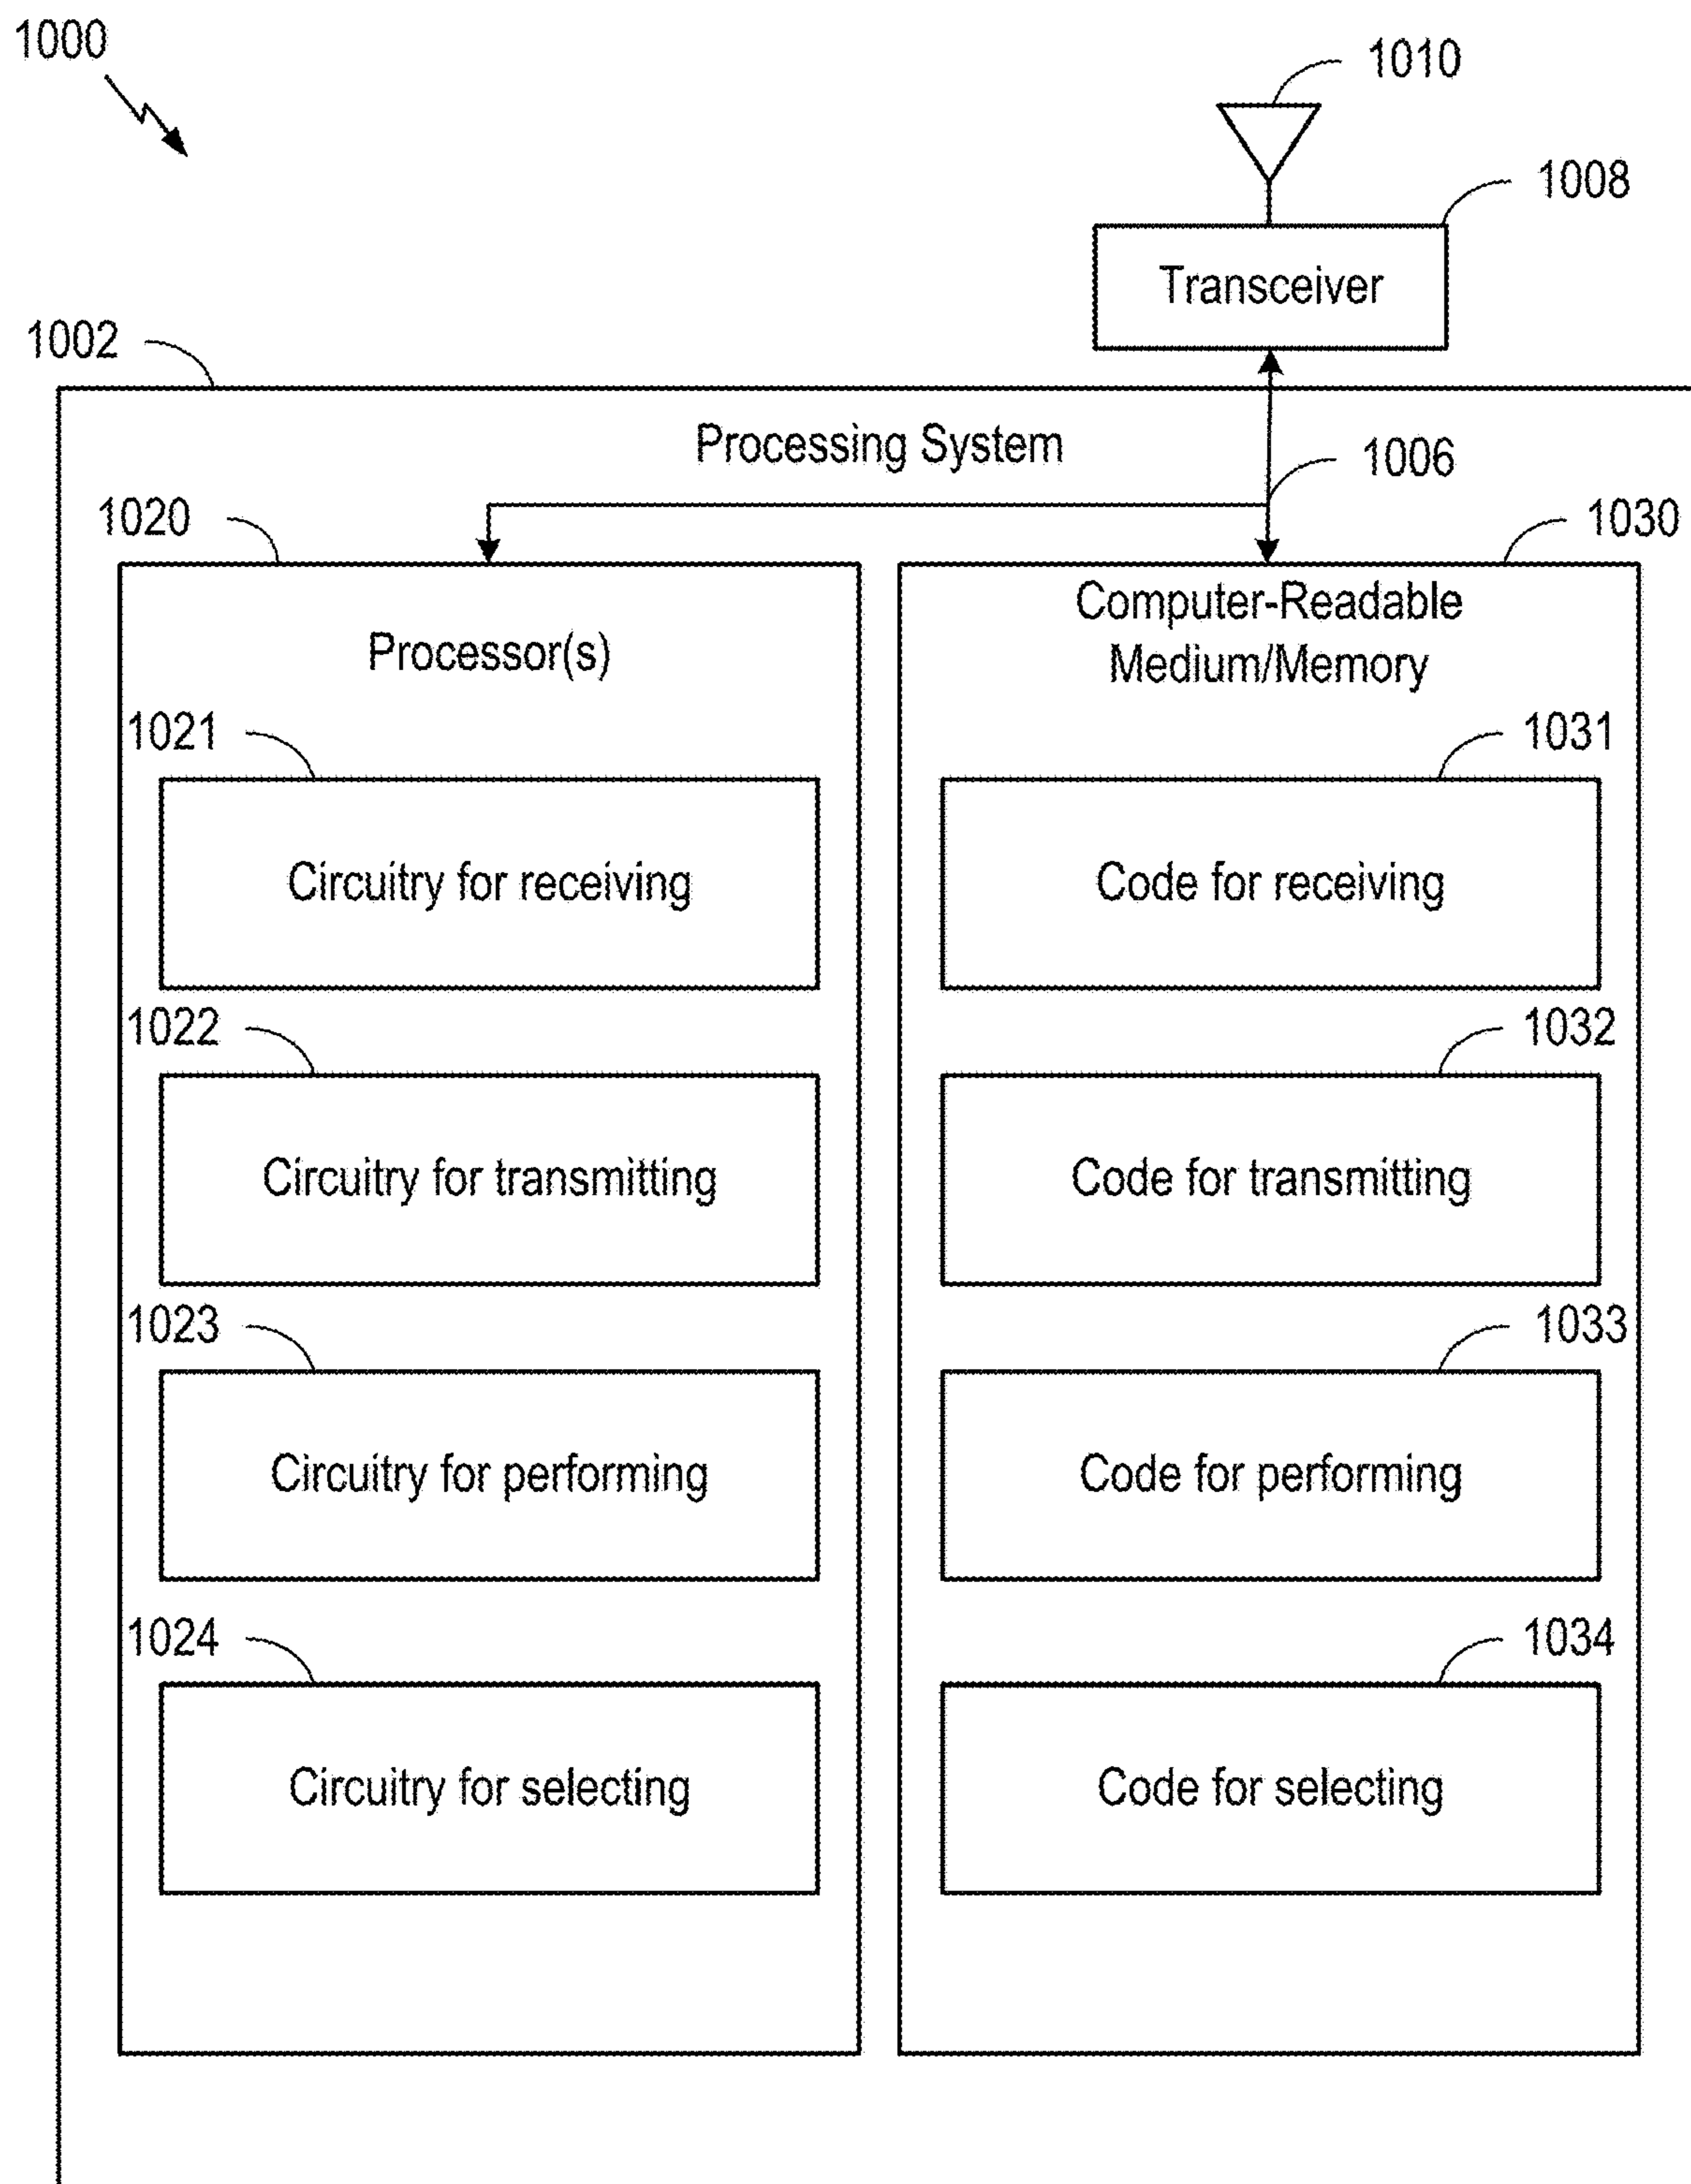 1000
1010
1008
Transceiver
1002
Processing System
1006
1020
1030
Processor(s)
Computer-Readable
Medium/Memory
1021
1031
Circuitry for receiving
Code for receiving
1022
1032
Circuitry for transmitting
Code for transmitting
1023
1033
Circuitry for performing
Code for performing
1024
1034
Circuitry for selecting
Code for selecting